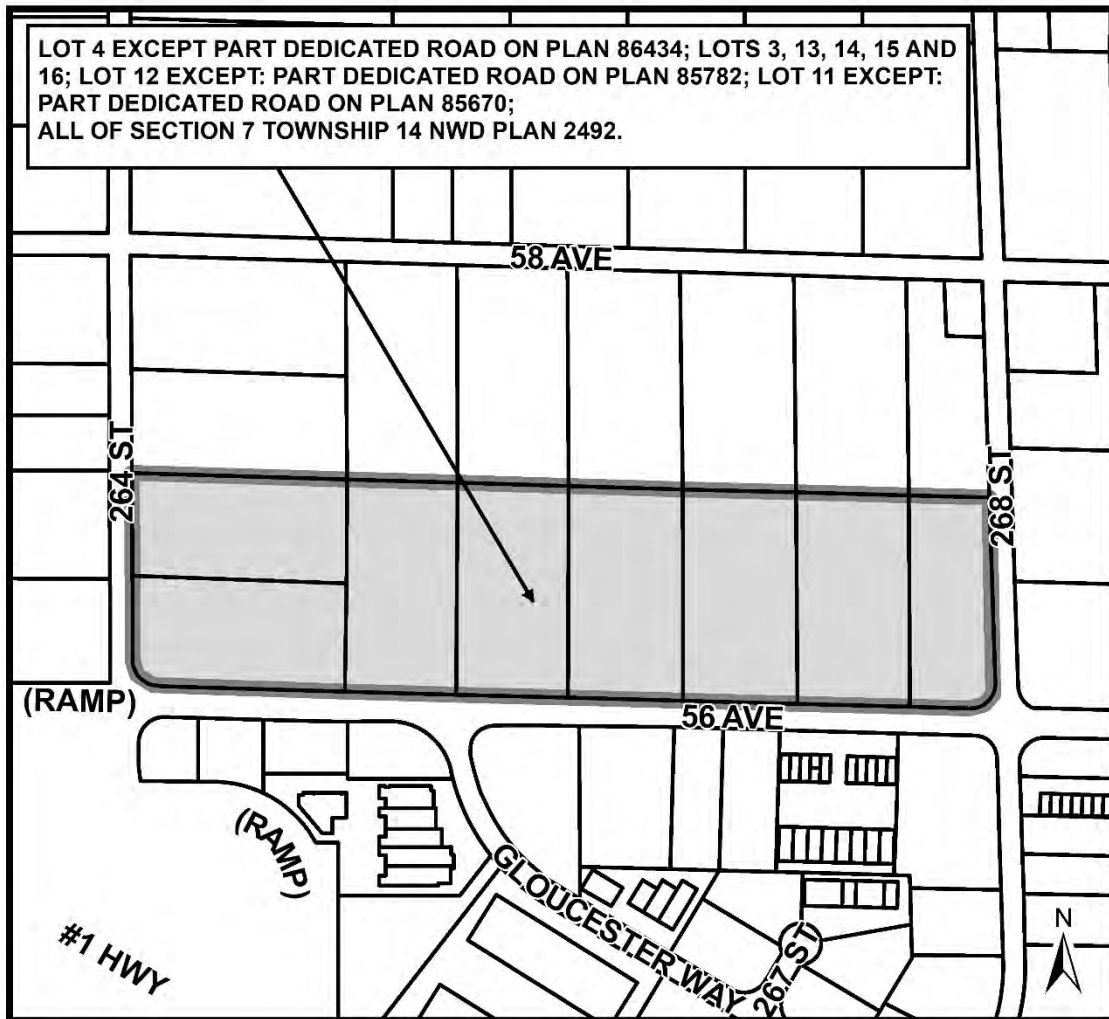 LOT 4 EXCEPT PART DEDICATED ROAD ON PLAN 86434; LOTS 3, 13, 14, 15 AND
16; LOT 12 EXCEPT: PART DEDICATED ROAD ON PLAN 85782; LOT 11 EXCEPT:
PART DEDICATED ROAD ON PLAN 85670;
ALL OF SECTION 7 TOWNSHIP 14 NWD PLAN 2492.
58 AVE
264 ST
268 ST
(RAMP)
56 AVE
(RAMP)
GLOUCESTER WAY
267 ST
#1 HWY
N